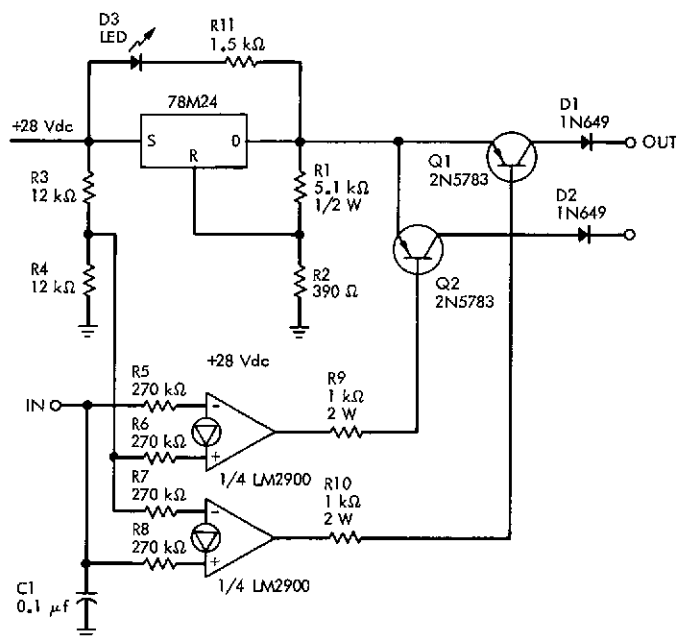 D3
LED
R11
1.5 kΩ
78M24
+28 Vdc
S
O
R
D1
1N649
OUT
Q1
2N5783
R3
12 kΩ
R1
5.1 kΩ
1/2 W
D2
1N649
R4
12 kΩ
R2
390 Ω
Q2
2N5783
+28 Vdc
R5
270 kΩ
R9
1 kΩ
2 W
IN
-
R6
270 kΩ
+
1/4 LM2900
R7
270 kΩ
R10
1 kΩ
2 W
-
R8
270 kΩ
+
1/4 LM2900
C1
0.1 μf